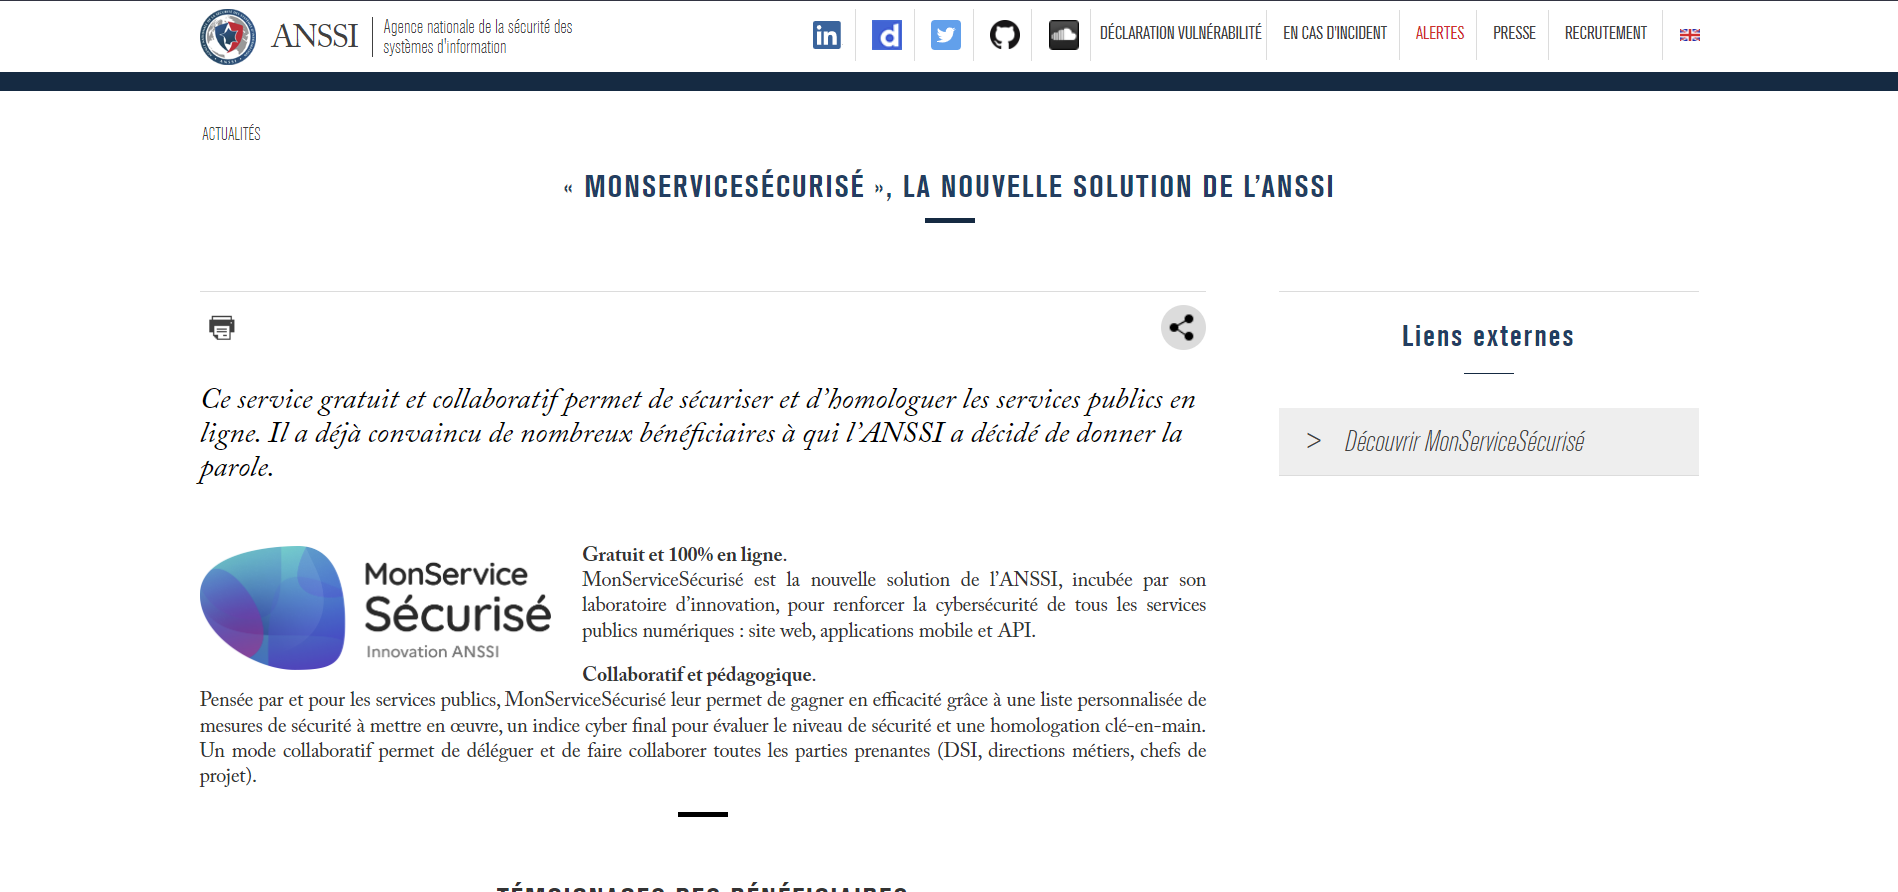 ANSSI
Agence nationale de la sécurité des
systèmes d'information
DÉCLARATION VULNÉRABILITÉ
EN CAS D'INCIDENT
ALERTES
PRESSE
RECRUTEMENT
ACTUALITÉS
« MONSERVICESÉCURISÉ », LA NOUVELLE SOLUTION DE L’ANSSI
Ce service gratuit et collaboratif permet de sécuriser et d’homologuer les services publics en
ligne. Il a déjà convaincu de nombreux bénéficiaires à qui l’ANSSI a décidé de donner la
parole.
MonService
Sécurisé
Innovation ANSSI
Gratuit et 100% en ligne.
MonServiceSécurisé est la nouvelle solution de l’ANSSI, incubée par son
laboratoire d’innovation, pour renforcer la cybersécurité de tous les services
publics numériques : site web, applications mobile et API.
Collaboratif et pédagogique.
Pensée par et pour les services publics, MonServiceSécurisé leur permet de gagner en efficacité grâce à une liste personnalisée de
mesures de sécurité à mettre en œuvre, un indice cyber final pour évaluer le niveau de sécurité et une homologation clé-en-main.
Un mode collaboratif permet de déléguer et de faire collaborer toutes les parties prenantes (DSI, directions métiers, chefs de
projet).
Liens externes
> Découvrir MonServiceSécurisé
TÉMOIGNAGES DES BÉNÉFICIAIRES